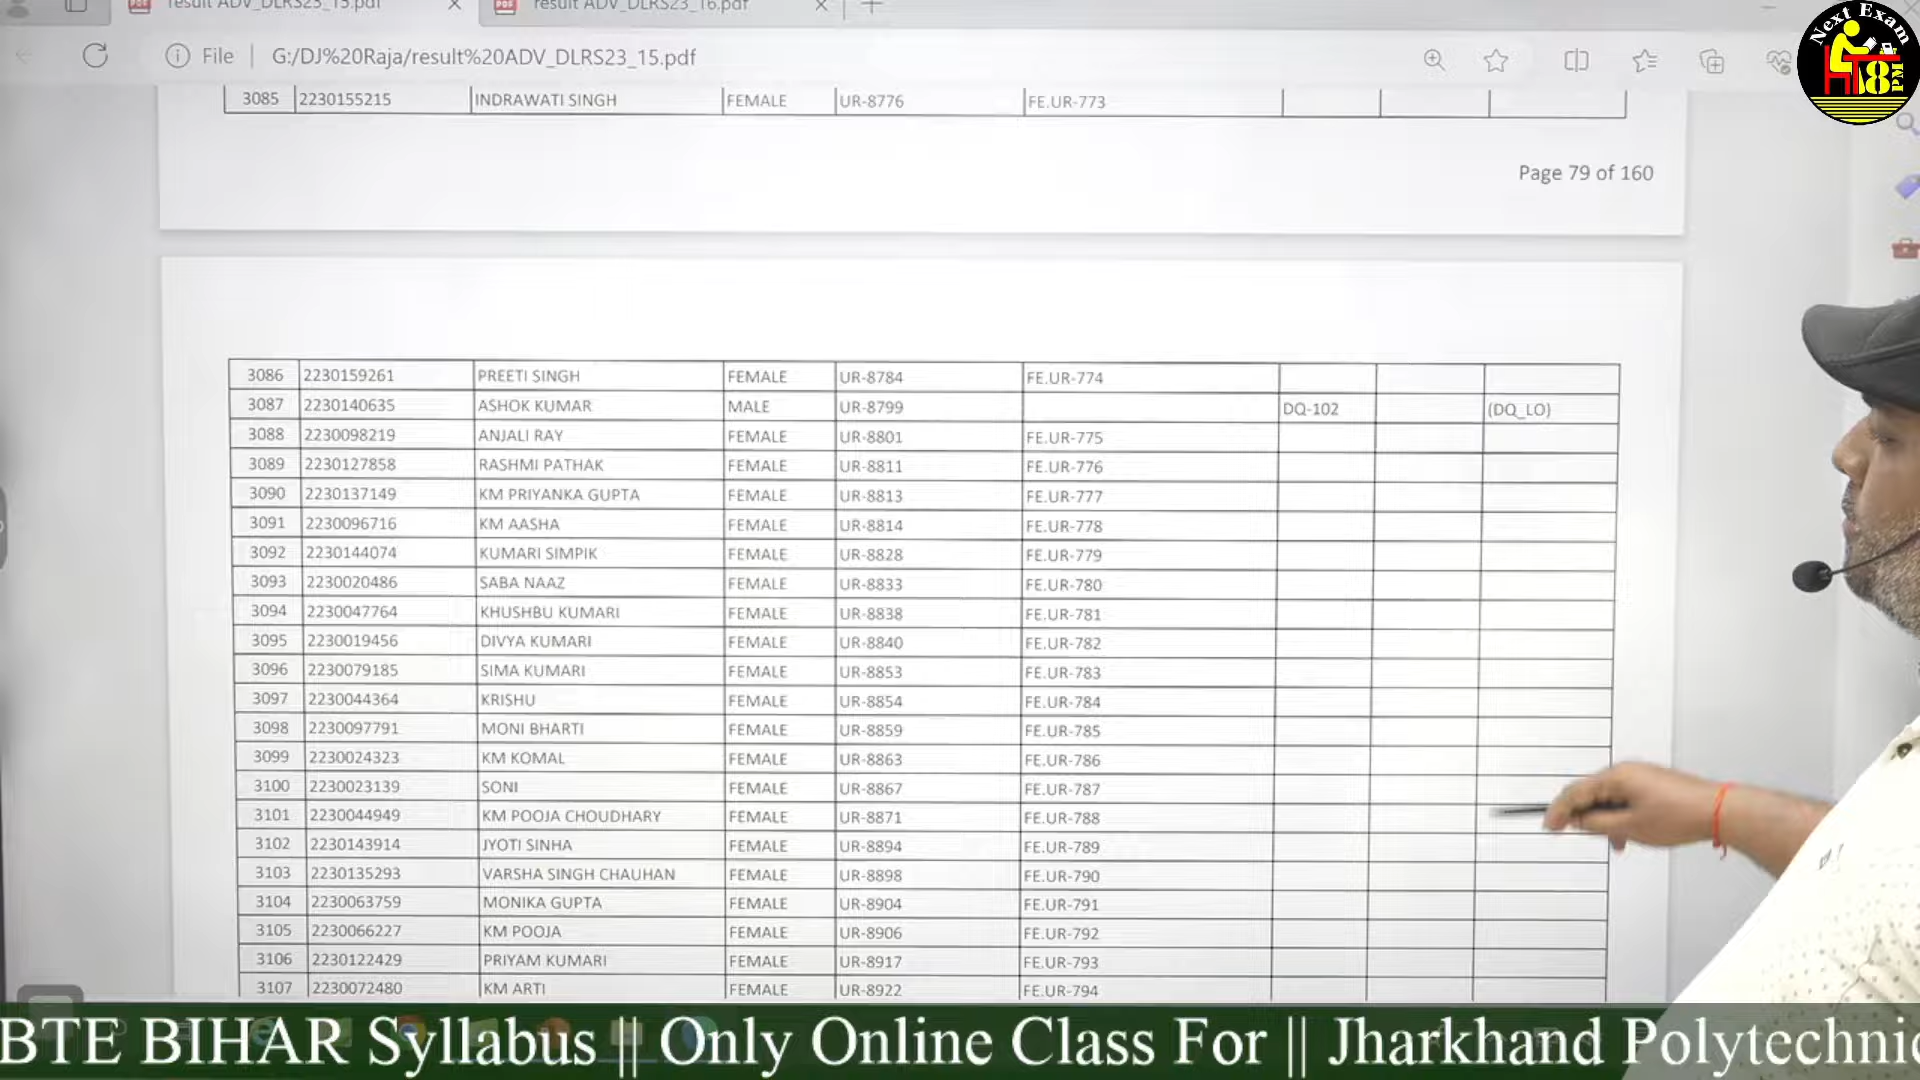 result ADV_DLRS23_15.pdf
result ADV_DLRS23_16.pdf
File | G:/DJ%20Raja/result%20ADV_DLRS23_15.pdf
Next Exam
8 PM
3085 2230155215 INDRAWATI SINGH FEMALE UR-8776 FE.UR-773
Page 79 of 160
3086 2230159261 PREETI SINGH FEMALE UR-8784 FE.UR-774
3087 2230140635 ASHOK KUMAR MALE UR-8799 DQ-102 (DQ_LO)
3088 2230098219 ANJALI RAY FEMALE UR-8801 FE.UR-775
3089 2230127858 RASHMI PATHAK FEMALE UR-8811 FE.UR-776
3090 2230137149 KM PRIYANKA GUPTA FEMALE UR-8813 FE.UR-777
3091 2230096716 KM AASHA FEMALE UR-8814 FE.UR-778
3092 2230144074 KUMARI SIMPIK FEMALE UR-8828 FE.UR-779
3093 2230020486 SABA NAAZ FEMALE UR-8833 FE.UR-780
3094 2230047764 KHUSHBU KUMARI FEMALE UR-8838 FE.UR-781
3095 2230019456 DIVYA KUMARI FEMALE UR-8840 FE.UR-782
3096 2230079185 SIMA KUMARI FEMALE UR-8853 FE.UR-783
3097 2230044364 KRISHU FEMALE UR-8854 FE.UR-784
3098 2230097791 MONI BHARTI FEMALE UR-8859 FE.UR-785
3099 2230024323 KM KOMAL FEMALE UR-8863 FE.UR-786
3100 2230023139 SONI FEMALE UR-8867 FE.UR-787
3101 2230044949 KM POOJA CHOUDHARY FEMALE UR-8871 FE.UR-788
3102 2230143914 JYOTI SINHA FEMALE UR-8894 FE.UR-789
3103 2230135293 VARSHA SINGH CHAUHAN FEMALE UR-8898 FE.UR-790
3104 2230063759 MONIKA GUPTA FEMALE UR-8904 FE.UR-791
3105 2230066227 KM POOJA FEMALE UR-8906 FE.UR-792
3106 2230122429 PRIYAM KUMARI FEMALE UR-8917 FE.UR-793
3107 2230072480 KM ARTI FEMALE UR-8922 FE.UR-794
BTE BIHAR Syllabus || Only Online Class For || Jharkhand Polytechnic